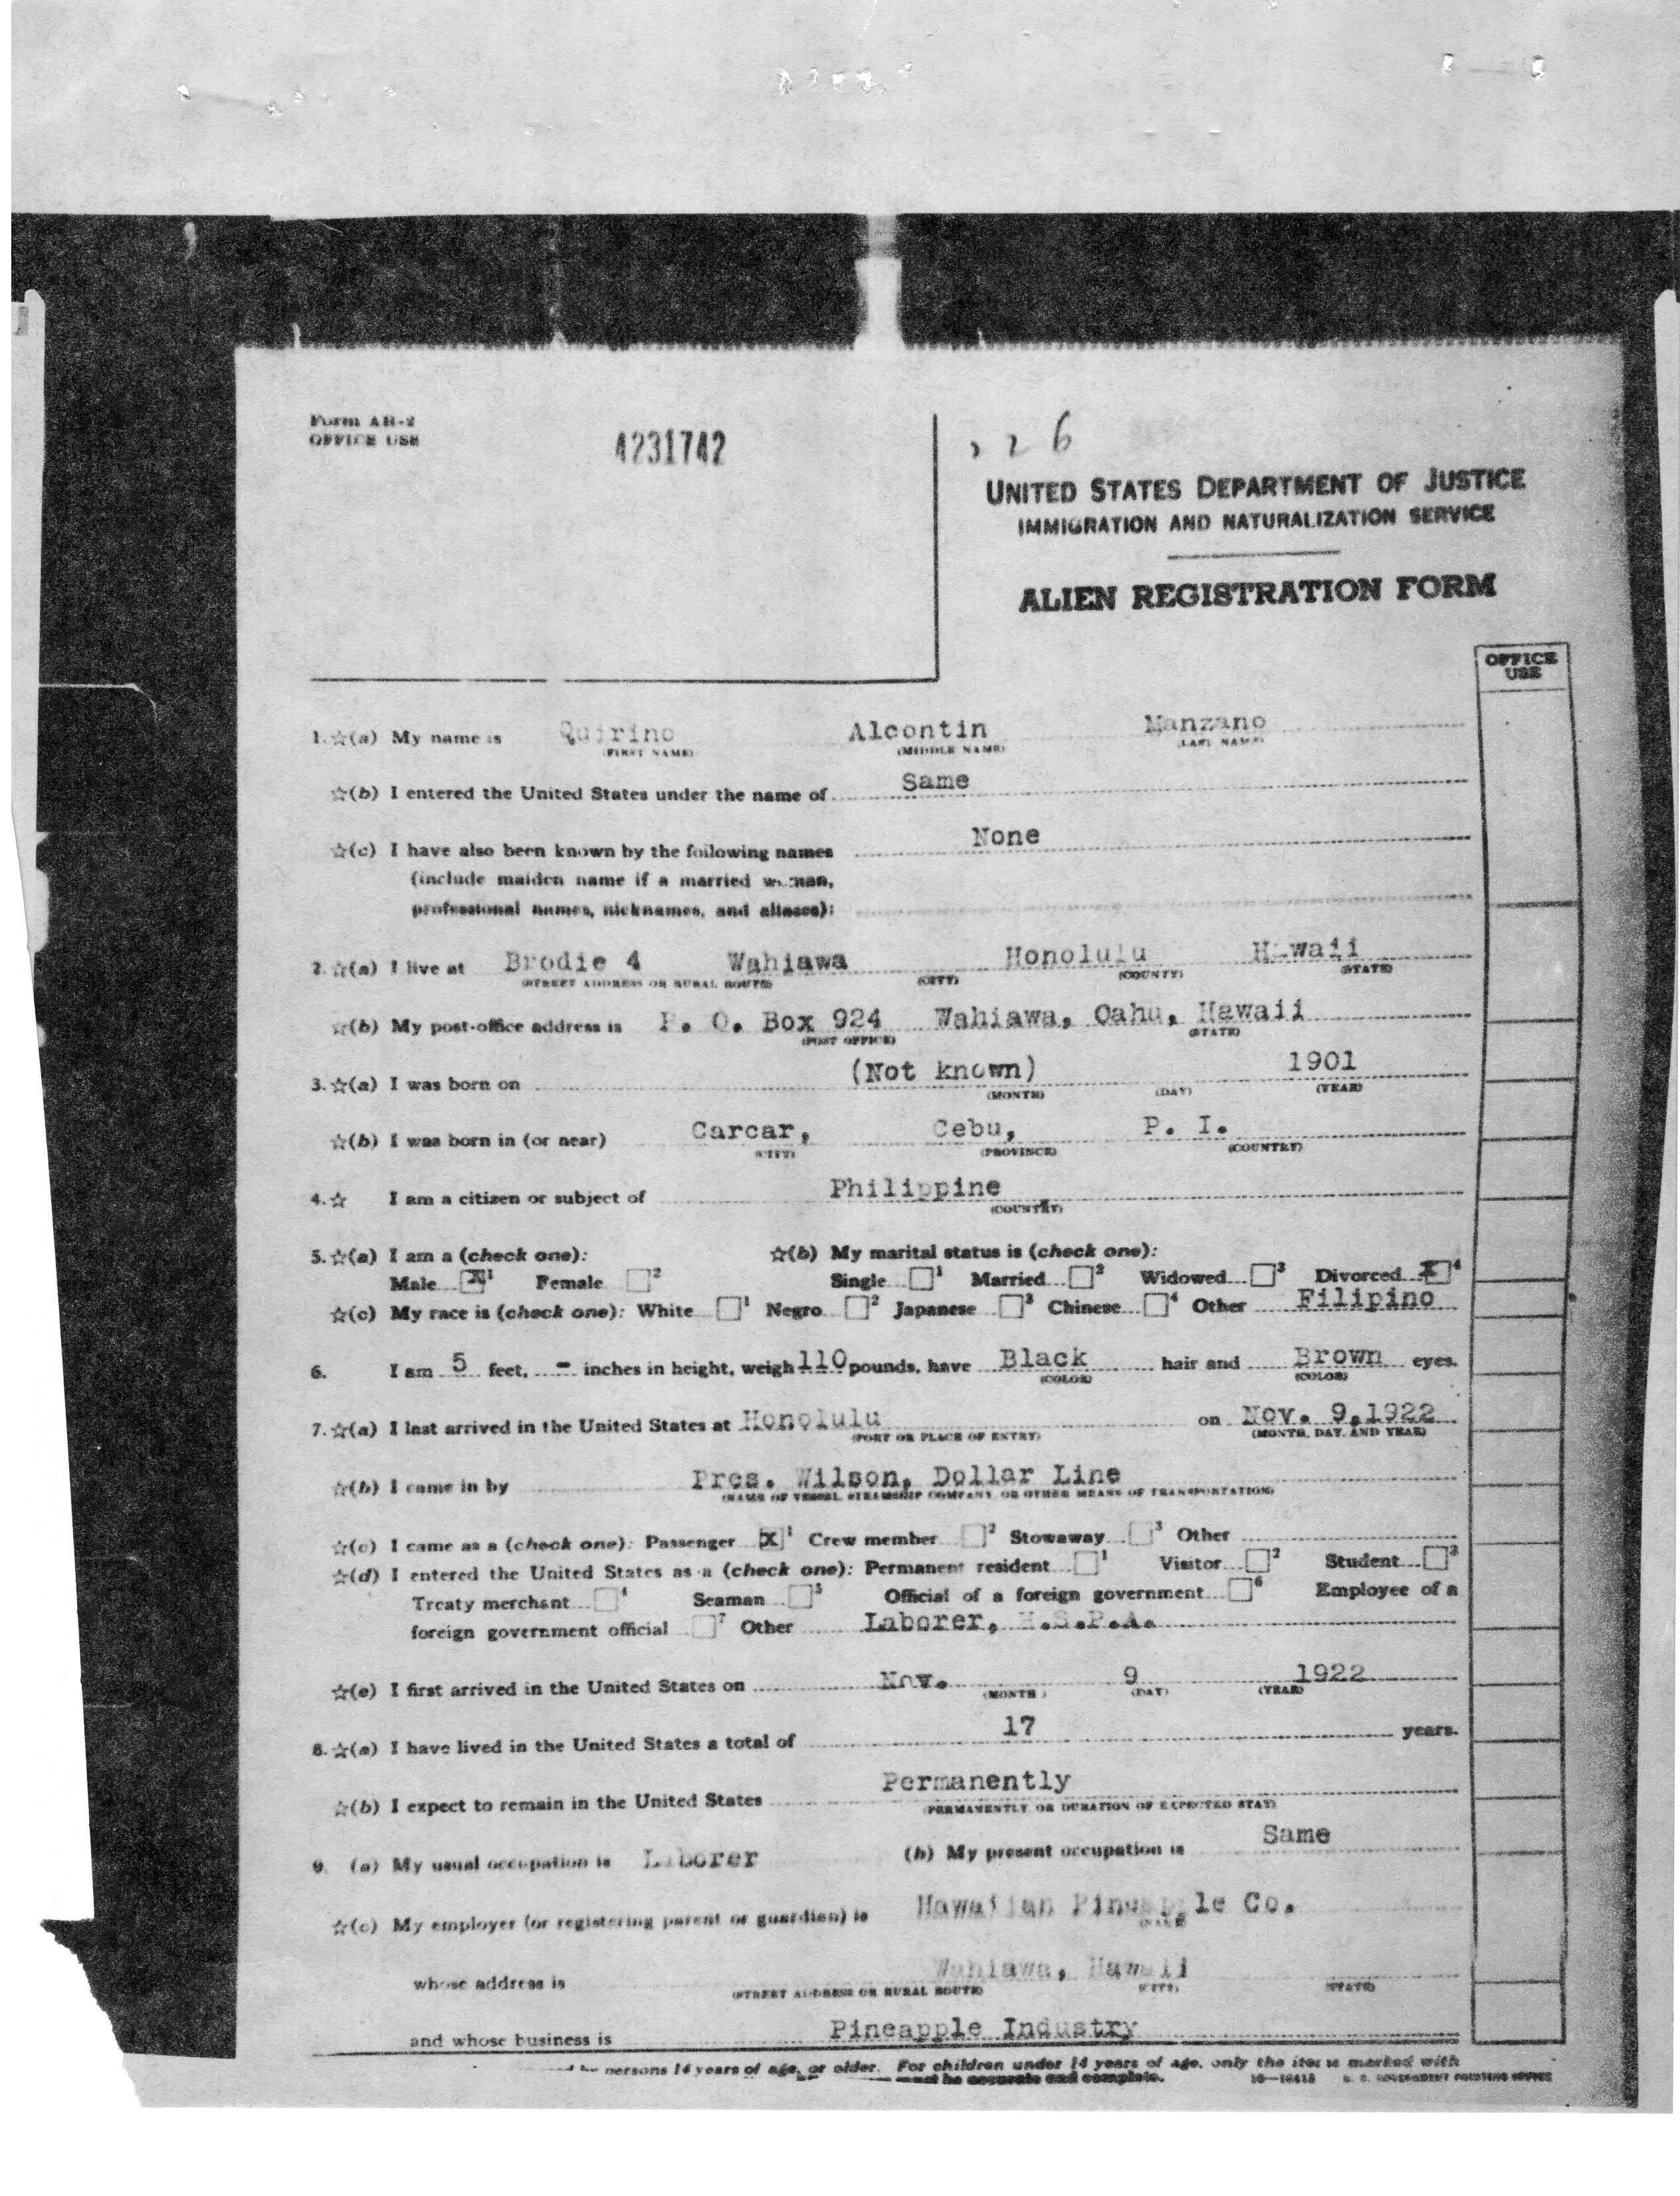 Form AR-2
OFFICE USE
4231742
26
UNITED STATES DEPARTMENT OF JUSTICE
IMMIGRATION AND NATURALIZATION SERVICE
ALIEN REGISTRATION FORM
OFFICE
USE
1.☆(a) My name is Quirino Alcontin Manzano
(FIRST NAME) (MIDDLE NAME) (LAST NAME)
☆(b) I entered the United States under the name of Same
☆(c) I have also been known by the following names None
(include maiden name if a married woman,
professional names, nicknames, and aliases):
2.☆(a) I live at Brodie 4 Wahiawa Honolulu Hawaii
(STREET ADDRESS OR RURAL ROUTE) (CITY) (COUNTY) (STATE)
☆(b) My post-office address is P. O. Box 924 Wahiawa, Oahu, Hawaii
(POST OFFICE) (STATE)
3.☆(a) I was born on (Not known) 1901
(MONTH) (DAY) (YEAR)
☆(b) I was born in (or near) Carcar, Cebu, P. I.
(CITY) (PROVINCE) (COUNTRY)
4.☆ I am a citizen or subject of Philippine
(COUNTRY)
5.☆(a) I am a (check one): ☆(b) My marital status is (check one):
Male X 1 Female 2 Single 1 Married 2 Widowed 3 Divorced X 4
☆(c) My race is (check one): White 1 Negro 2 Japanese 3 Chinese 4 Other Filipino
6. I am 5 feet, - inches in height, weigh 110 pounds, have Black hair and Brown eyes.
(COLOR) (COLOR)
7.☆(a) I last arrived in the United States at Honolulu on Nov. 9,1922
(PORT OR PLACE OF ENTRY) (MONTH, DAY, AND YEAR)
☆(b) I came in by Pres. Wilson, Dollar Line
(NAME OF VESSEL, STEAMSHIP COMPANY, OR OTHER MEANS OF TRANSPORTATION)
☆(c) I came as a (check one): Passenger X 1 Crew member 2 Stowaway 3 Other
☆(d) I entered the United States as a (check one): Permanent resident 1 Visitor 2 Student 3
Treaty merchant 4 Seaman 5 Official of a foreign government 6 Employee of a
foreign government official 7 Other Laborer, H.S.P.A.
☆(e) I first arrived in the United States on Nov. 9 1922
(MONTH) (DAY) (YEAR)
8.☆(a) I have lived in the United States a total of 17 years.
☆(b) I expect to remain in the United States Permanently
(PERMANENTLY OR DURATION OF EXPECTED STAY)
9. (a) My usual occupation is Laborer (b) My present occupation is Same
☆(c) My employer (or registering parent or guardian) is Hawaiian Pineapple Co.
(NAME)
whose address is Wahiawa, Hawaii
(STREET ADDRESS OR RURAL ROUTE) (CITY) (STATE)
and whose business is Pineapple Industry
by persons 14 years of age, or older. For children under 14 years of age, only the items marked with
must be accurate and complete. 16—16415 U. S. GOVERNMENT PRINTING OFFICE